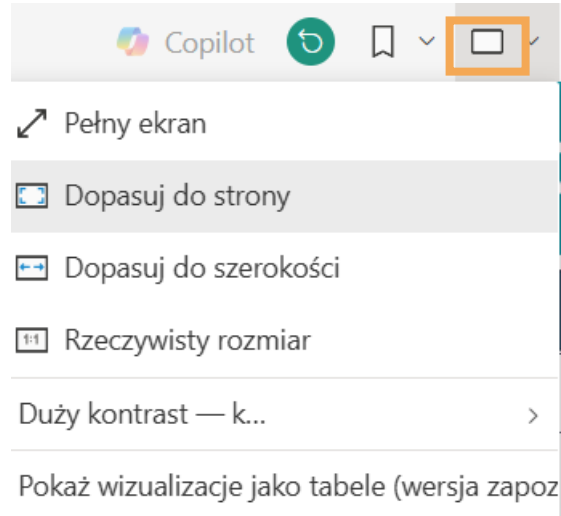 Copilot
Pełny ekran
Dopasuj do strony
Dopasuj do szerokości
1:1 Rzeczywisty rozmiar
Duży kontrast — k...
Pokaż wizualizacje jako tabele (wersja zapoz